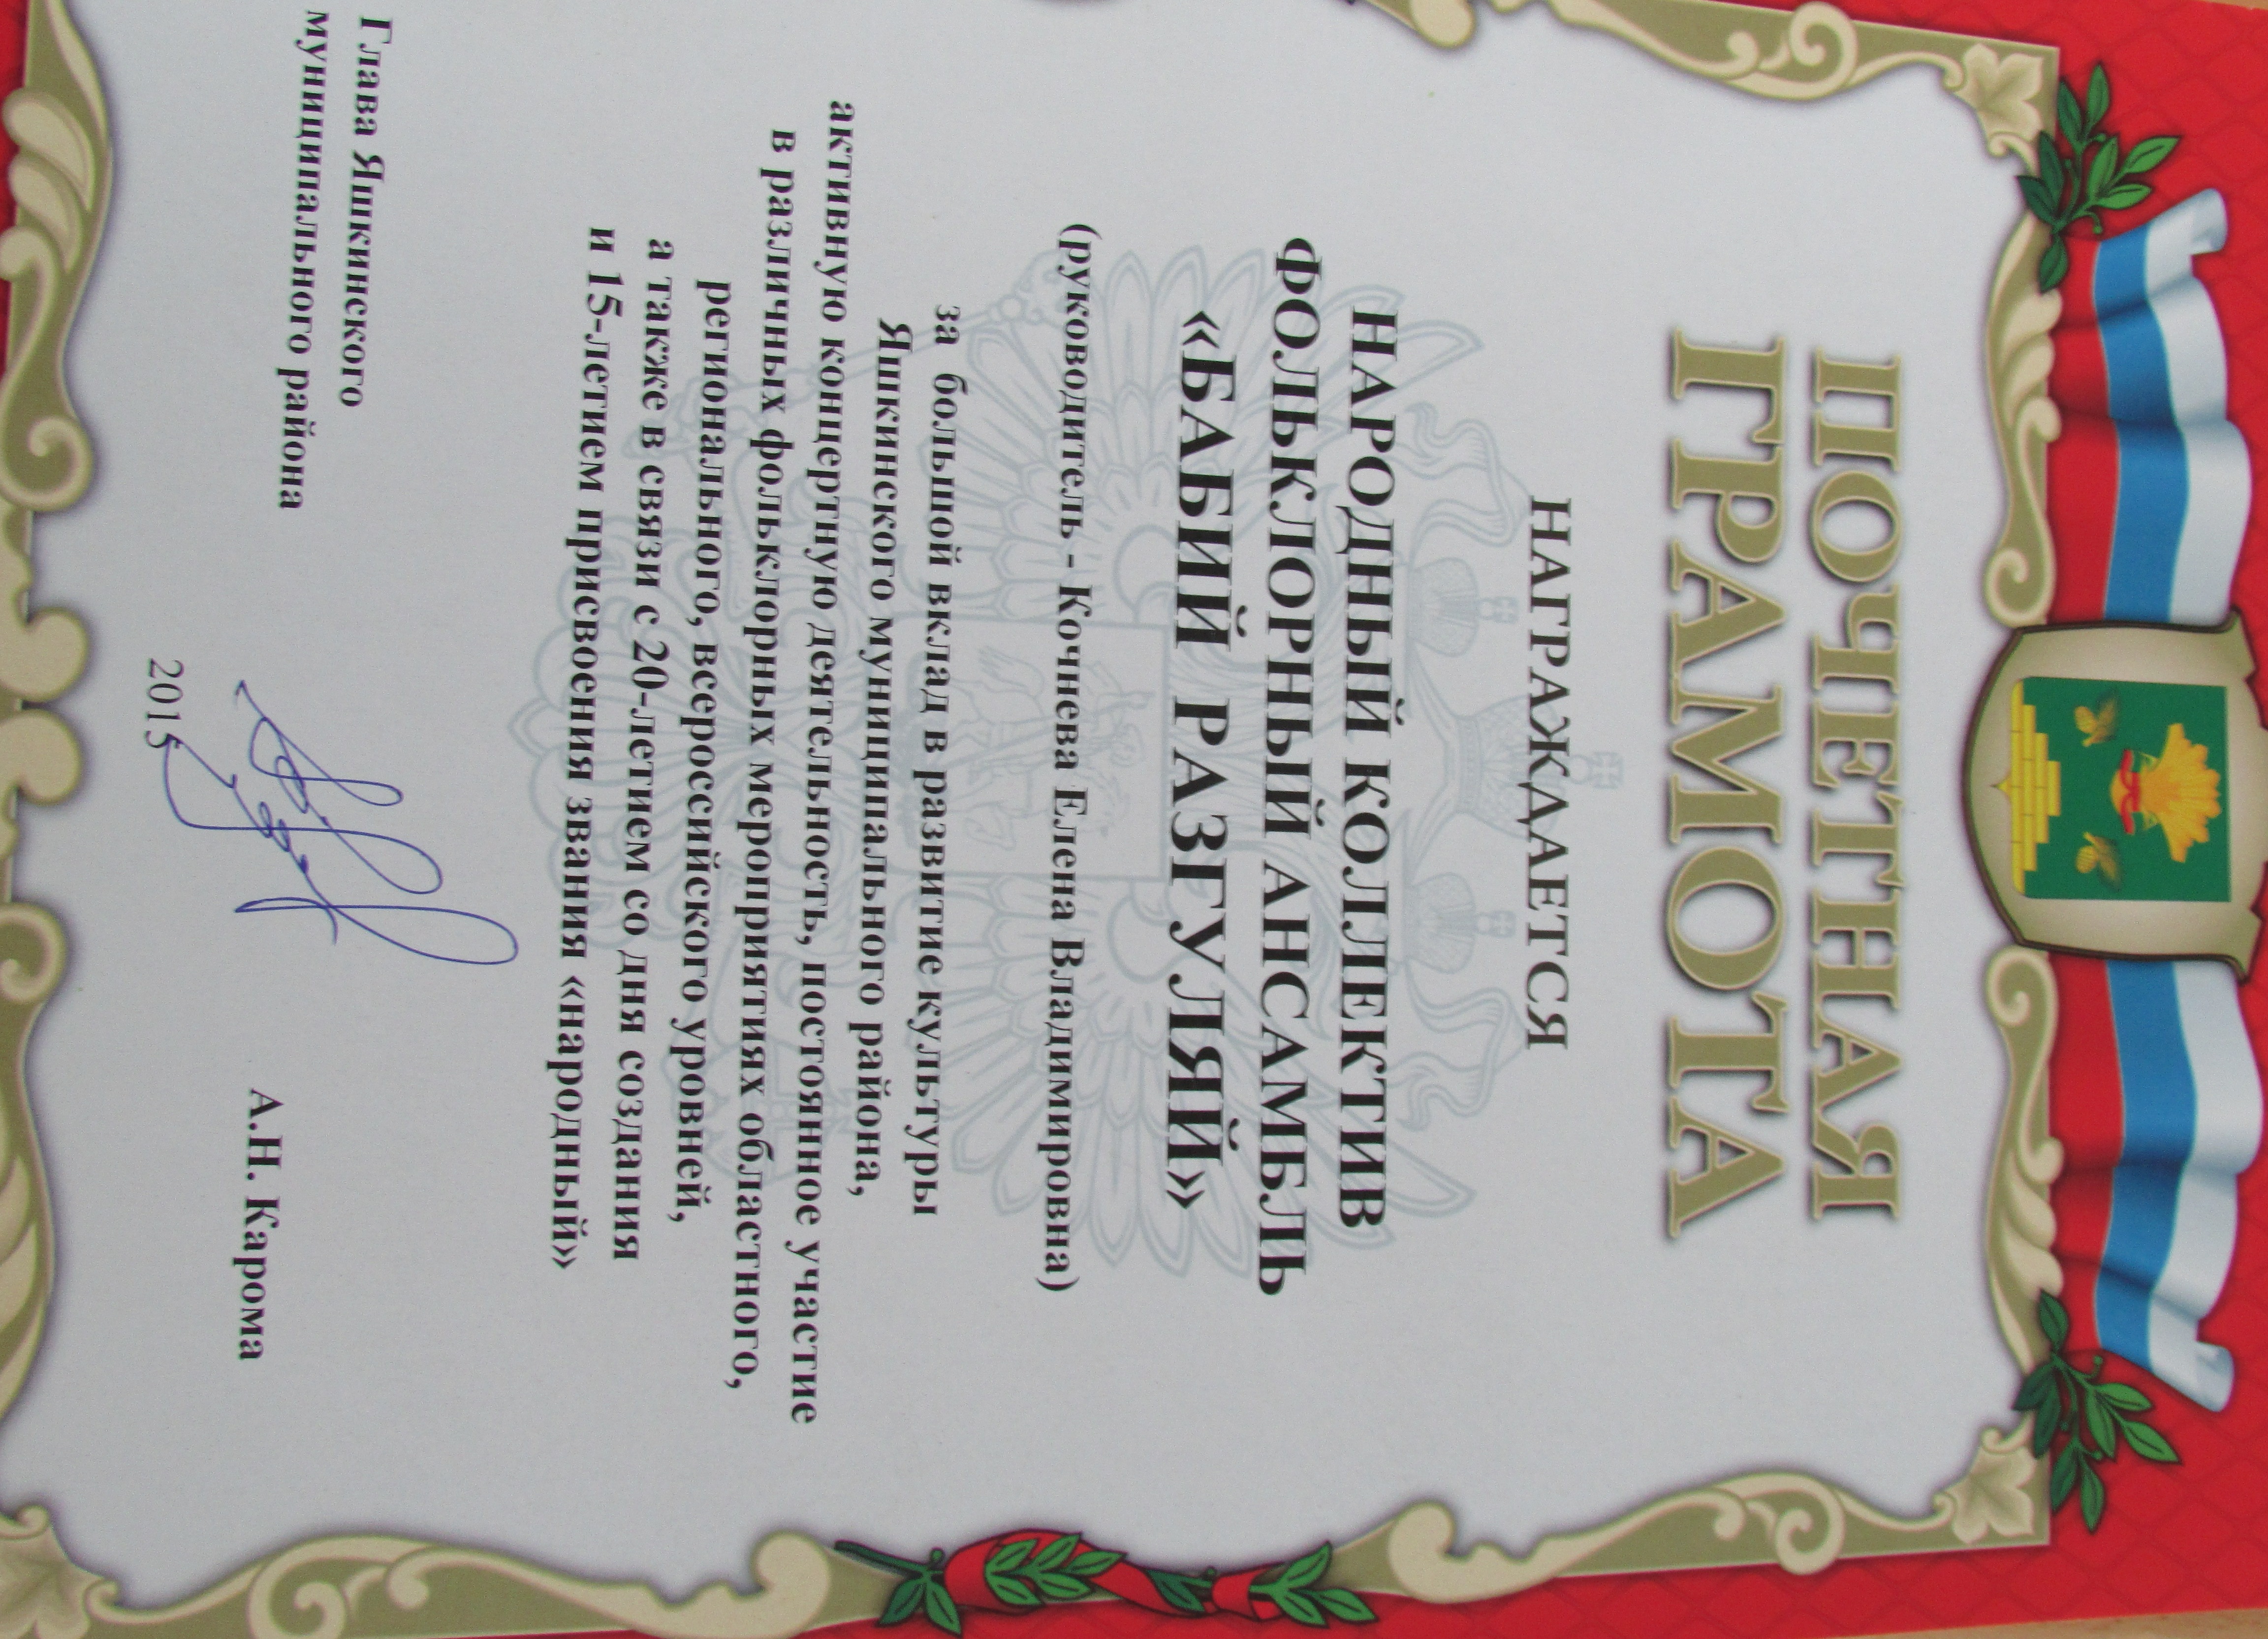 ПОЧЕТНАЯ
ГРАМОТА
НАГРАЖДАЕТСЯ
НАРОДНЫЙ КОЛЛЕКТИВ
ФОЛЬКЛОРНЫЙ АНСАМБЛЬ
«БАБИЙ РАЗГУЛЯЙ»
(руководитель - Кочнева Елена Владимировна)
за большой вклад в развитие культуры
Яшкинского муниципального района,
активную концертную деятельность, постоянное участие
в различных фольклорных мероприятиях областного,
регионального, всероссийского уровней,
а также в связи с 20-летием со дня создания
и 15-летием присвоения звания «народный»
Глава Яшкинского
муниципального района
А.Н. Карома
2015